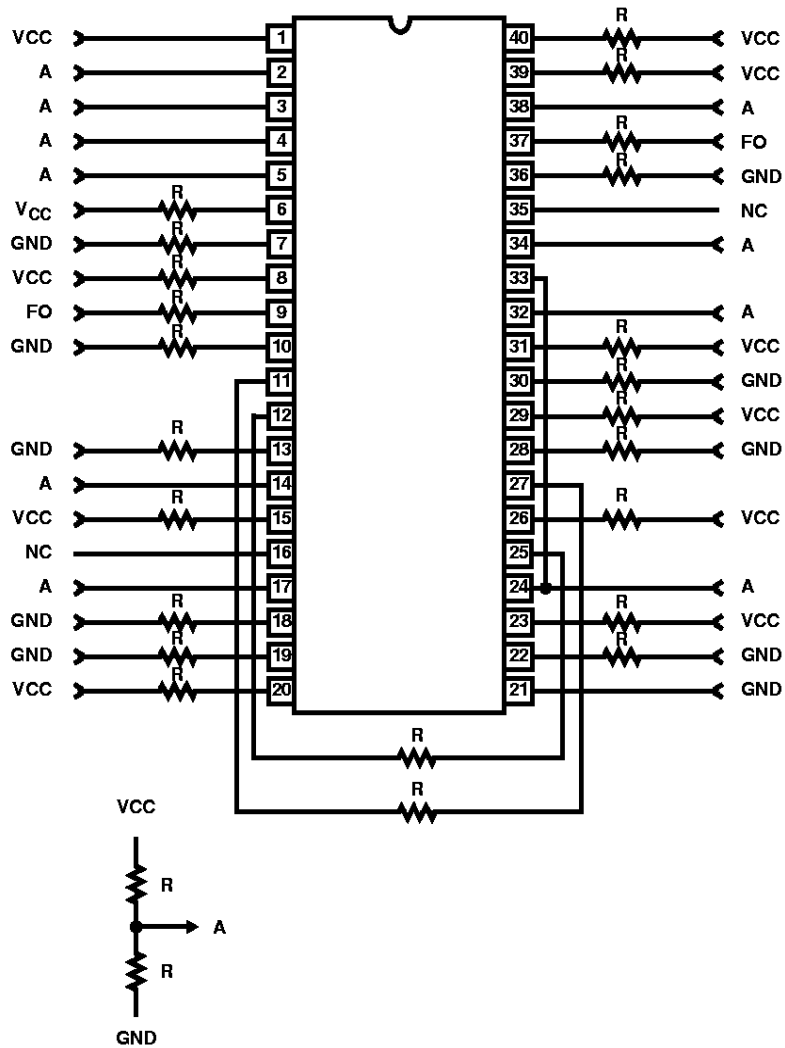 R
VCC 1 40 VCC
R
A 2 39 VCC
A 3 38 A
R
A 4 37 FO
R
A 5 36 GND
R
VCC 6 35 NC
R
GND 7 34 A
R
VCC 8 33
R
FO 9 32 A
R R
GND 10 31 VCC
R
11 30 GND
R
12 29 VCC
R R
GND 13 28 GND
A 14 27
R R
VCC 15 26 VCC
NC 16 25
A 17 24 A
R R
GND 18 23 VCC
R R
GND 19 22 GND
R
VCC 20 21 GND
R
R
VCC
R
A
R
GND